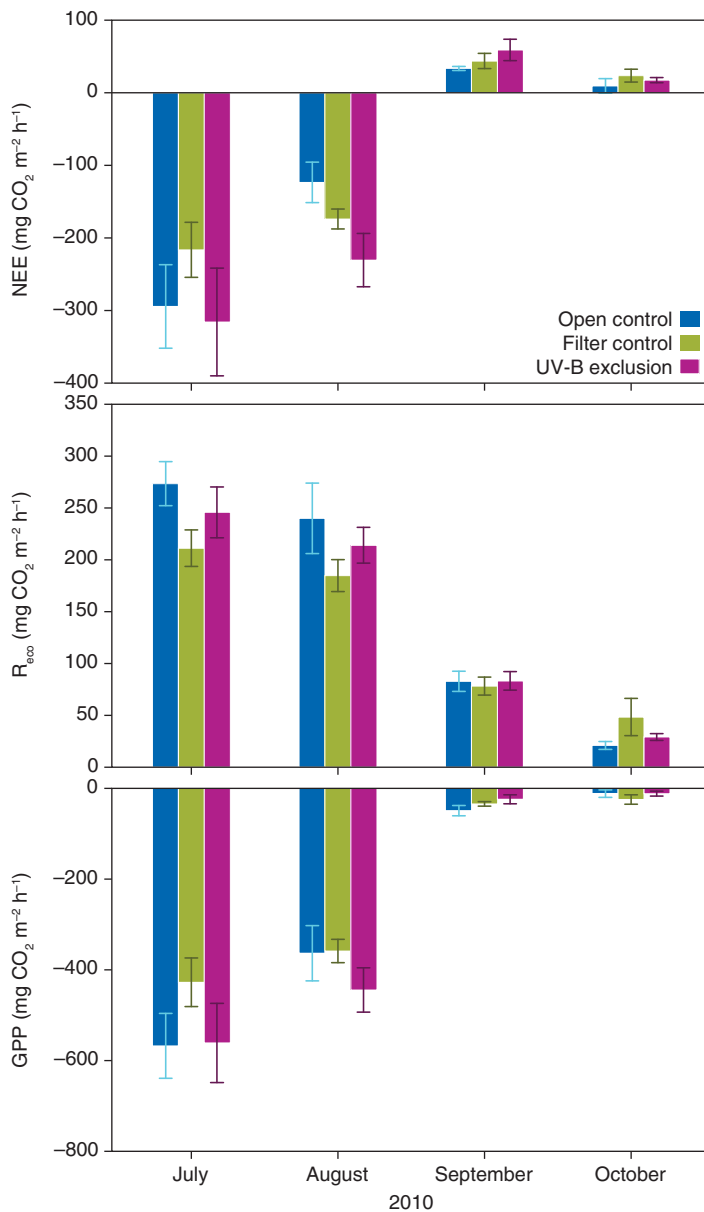 100
0
−100
−200
−300
−400
NEE (mg CO₂ m⁻² h⁻¹)
Open control
Filter control
UV-B exclusion
350
300
250
200
150
100
50
0
R_eco (mg CO₂ m⁻² h⁻¹)
0
−200
−400
−600
−800
GPP (mg CO₂ m⁻² h⁻¹)
July August September October
2010